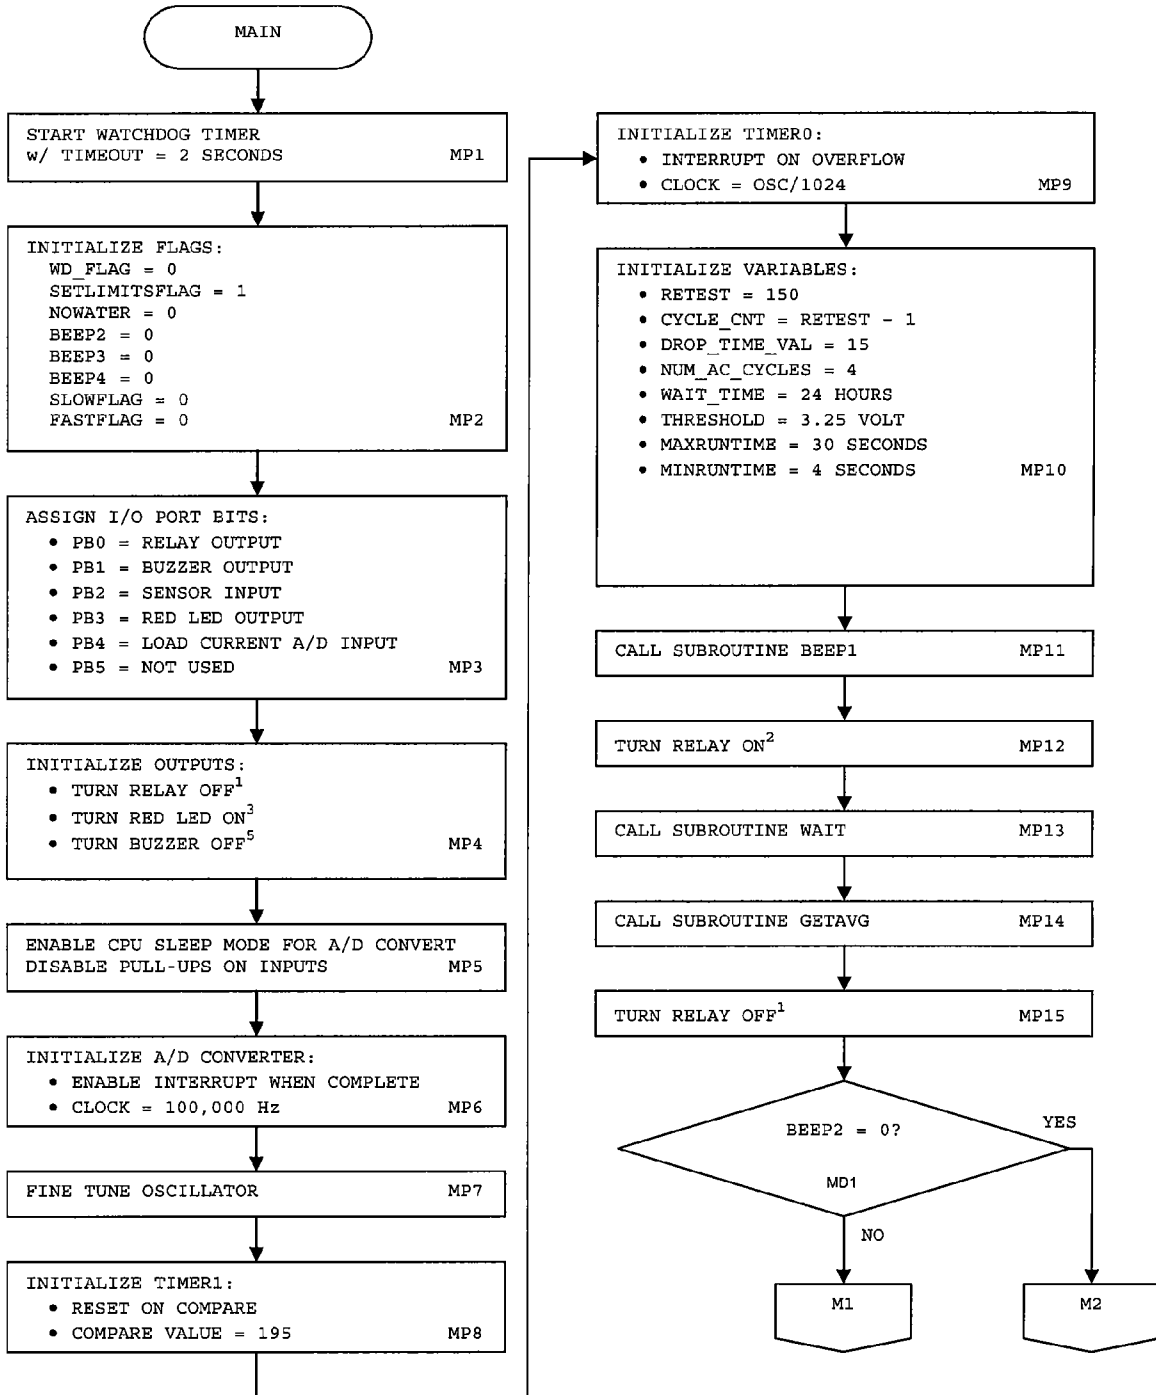 MAIN
START WATCHDOG TIMER
w/ TIMEOUT = 2 SECONDS MP1
INITIALIZE FLAGS:
WD_FLAG = 0
SETLIMITSFLAG = 1
NOWATER = 0
BEEP2 = 0
BEEP3 = 0
BEEP4 = 0
SLOWFLAG = 0
FASTFLAG = 0 MP2
ASSIGN I/O PORT BITS:
• PB0 = RELAY OUTPUT
• PB1 = BUZZER OUTPUT
• PB2 = SENSOR INPUT
• PB3 = RED LED OUTPUT
• PB4 = LOAD CURRENT A/D INPUT
• PB5 = NOT USED MP3
INITIALIZE OUTPUTS:
• TURN RELAY OFF¹
• TURN RED LED ON³
• TURN BUZZER OFF⁵ MP4
ENABLE CPU SLEEP MODE FOR A/D CONVERT
DISABLE PULL-UPS ON INPUTS MP5
INITIALIZE A/D CONVERTER:
• ENABLE INTERRUPT WHEN COMPLETE
• CLOCK = 100,000 Hz MP6
FINE TUNE OSCILLATOR MP7
INITIALIZE TIMER1:
• RESET ON COMPARE
• COMPARE VALUE = 195 MP8
INITIALIZE TIMER0:
• INTERRUPT ON OVERFLOW
• CLOCK = OSC/1024 MP9
INITIALIZE VARIABLES:
• RETEST = 150
• CYCLE_CNT = RETEST - 1
• DROP_TIME_VAL = 15
• NUM_AC_CYCLES = 4
• WAIT_TIME = 24 HOURS
• THRESHOLD = 3.25 VOLT
• MAXRUNTIME = 30 SECONDS
• MINRUNTIME = 4 SECONDS MP10
CALL SUBROUTINE BEEP1 MP11
TURN RELAY ON² MP12
CALL SUBROUTINE WAIT MP13
CALL SUBROUTINE GETAVG MP14
TURN RELAY OFF¹ MP15
BEEP2 = 0?
YES
MD1
NO
M1
M2